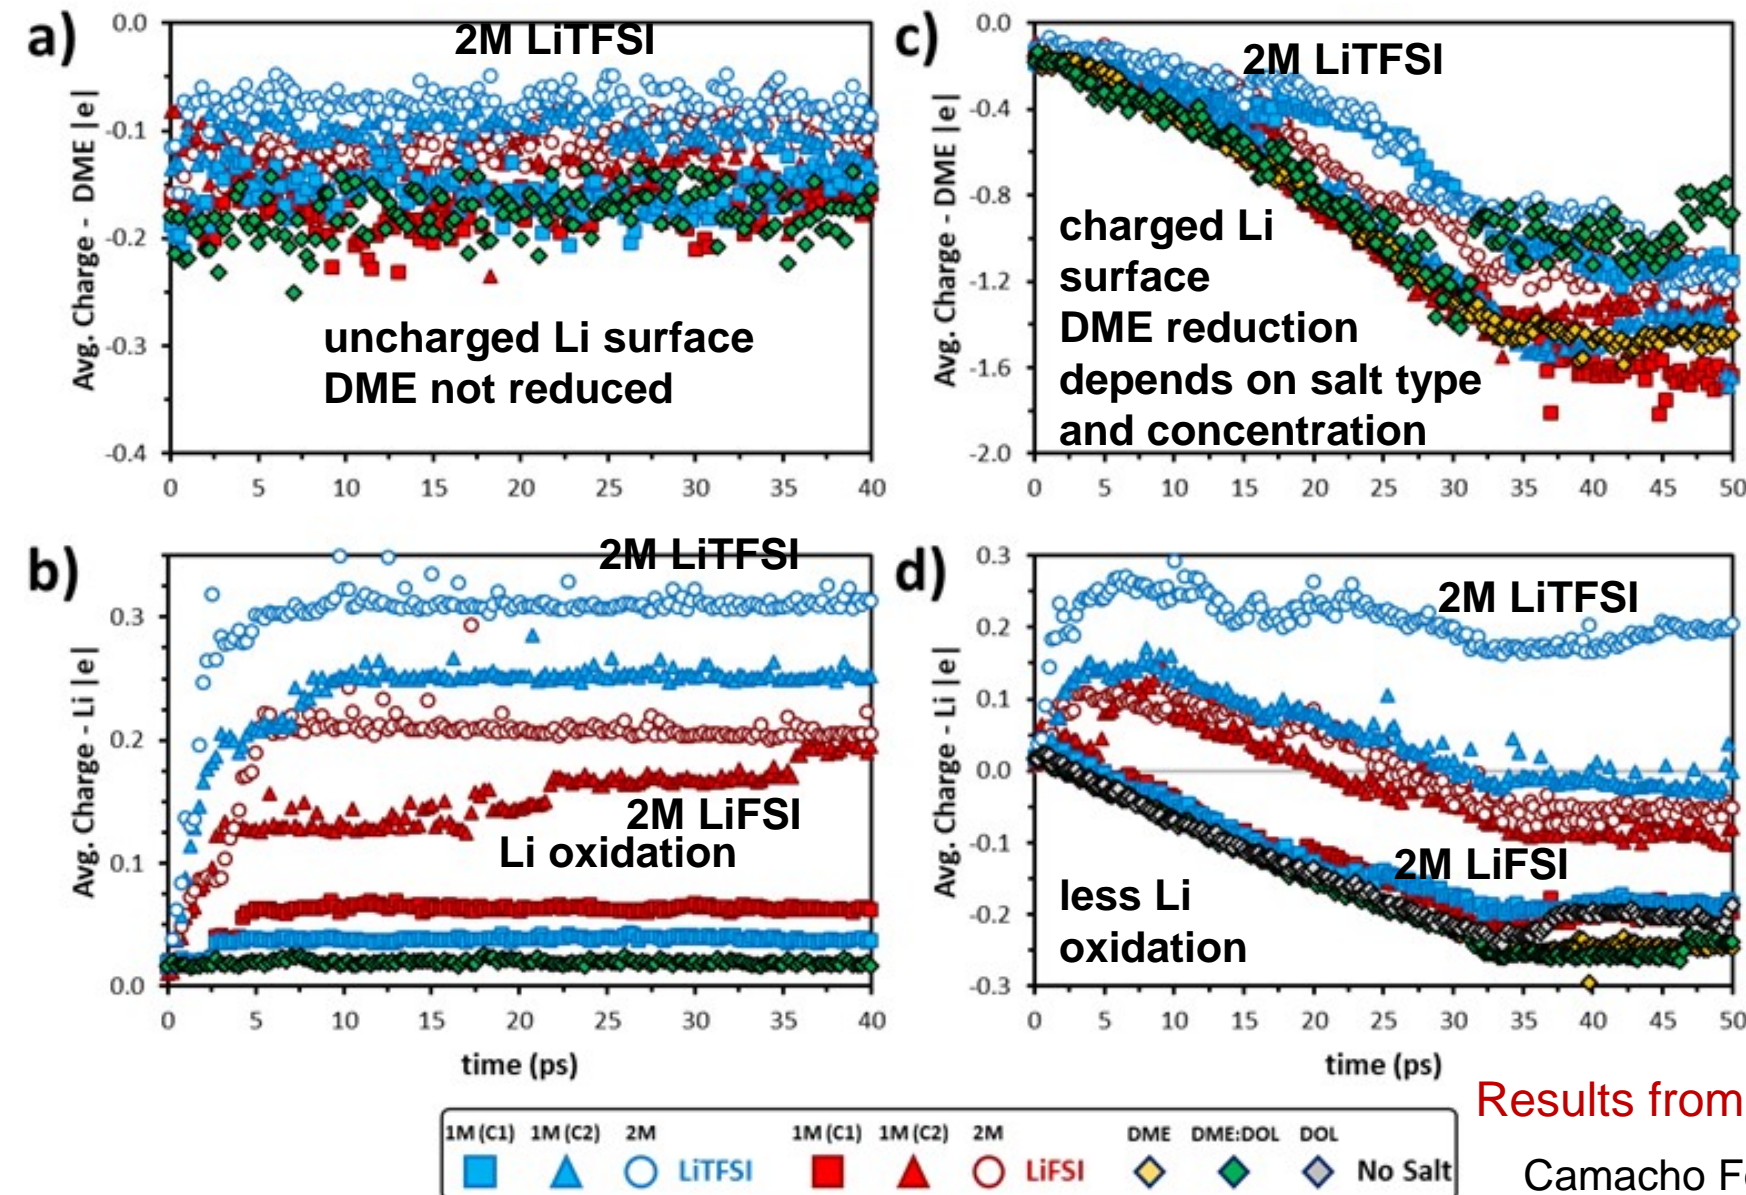 a)
2M LiTFSI
Avg. Charge - DME |e|
0.0
-0.1
-0.2
-0.3
-0.4
uncharged Li surface
DME not reduced
0 5 10 15 20 25 30 35 40
c)
2M LiTFSI
Avg. Charge - DME |e|
0.0
-0.4
-0.8
-1.2
-1.6
-2.0
charged Li
surface
DME reduction
depends on salt type
and concentration
0 5 10 15 20 25 30 35 40 45 50
b)
2M LiTFSI
Avg. Charge - Li |e|
0.3
0.2
0.1
0.0
2M LiFSI
Li oxidation
0 5 10 15 20 25 30 35 40
time (ps)
d)
2M LiTFSI
Avg. Charge - Li |e|
0.3
0.2
0.1
0.0
-0.1
-0.2
-0.3
2M LiFSI
less Li
oxidation
0 5 10 15 20 25 30 35 40 45 50
time (ps)
Results from
1M (C1) 1M (C2) 2M 1M (C1) 1M (C2) 2M DME DME:DOL DOL
LiTFSI LiFSI No Salt
Camacho